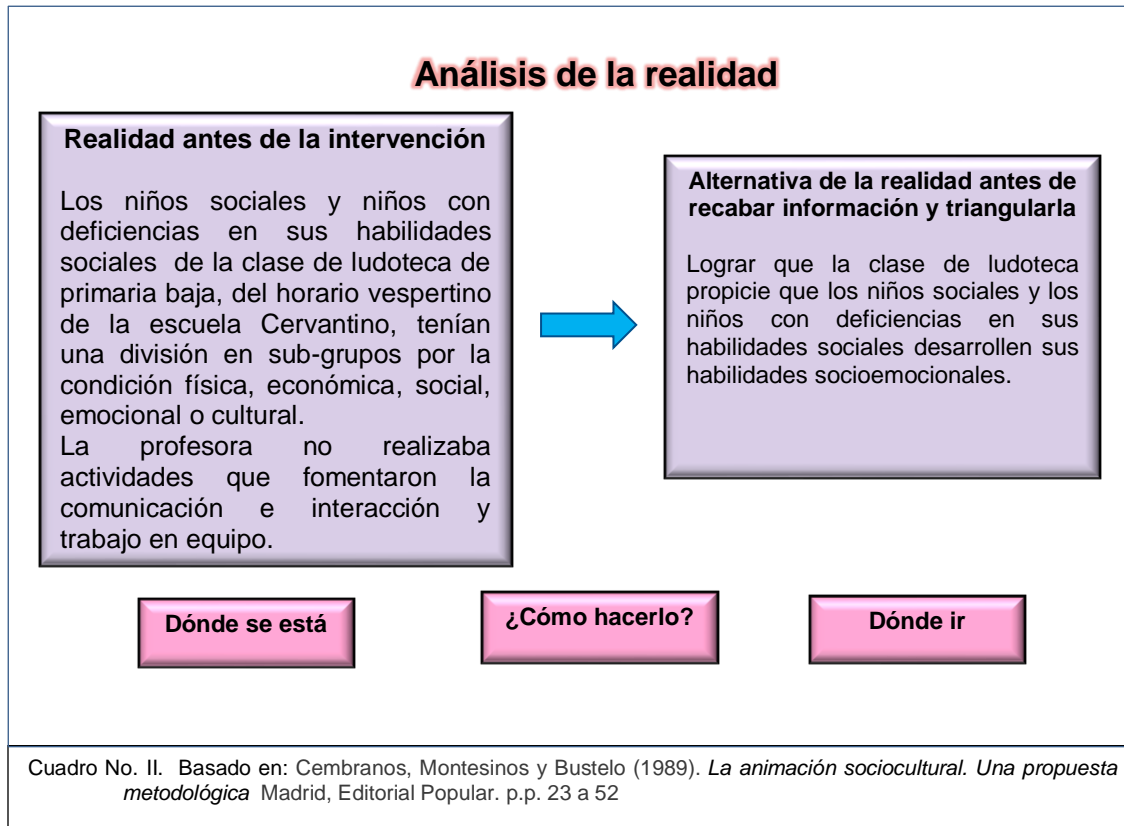 Análisis de la realidad
Realidad antes de la intervención
Los niños sociales y niños con
deficiencias en sus habilidades
sociales de la clase de ludoteca de
primaria baja, del horario vespertino
de la escuela Cervantino, tenían
una división en sub-grupos por la
condición física, económica, social,
emocional o cultural.
La profesora no realizaba
actividades que fomentaron la
comunicación e interacción y
trabajo en equipo.
Alternativa de la realidad antes de
recabar información y triangularla
Lograr que la clase de ludoteca
propicie que los niños sociales y los
niños con deficiencias en sus
habilidades sociales desarrollen sus
habilidades socioemocionales.
Dónde se está
¿Cómo hacerlo?
Dónde ir
Cuadro No. II. Basado en: Cembranos, Montesinos y Bustelo (1989). La animación sociocultural. Una propuesta
metodológica Madrid, Editorial Popular. p.p. 23 a 52